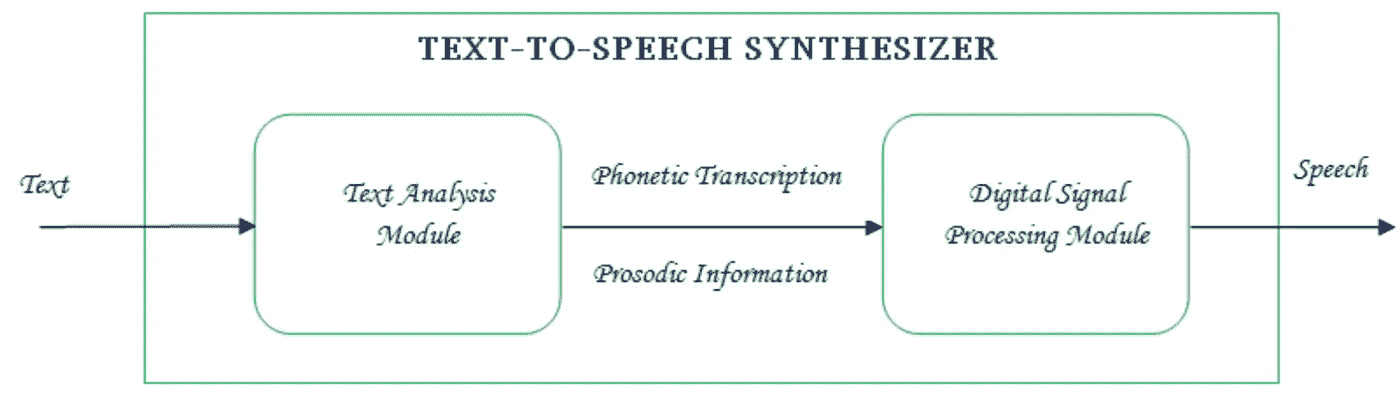 TEXT-TO-SPEECH SYNTHESIZER
Text
Text Analysis
Module
Phonetic Transcription
Prosodic Information
Digital Signal
Processing Module
Speech